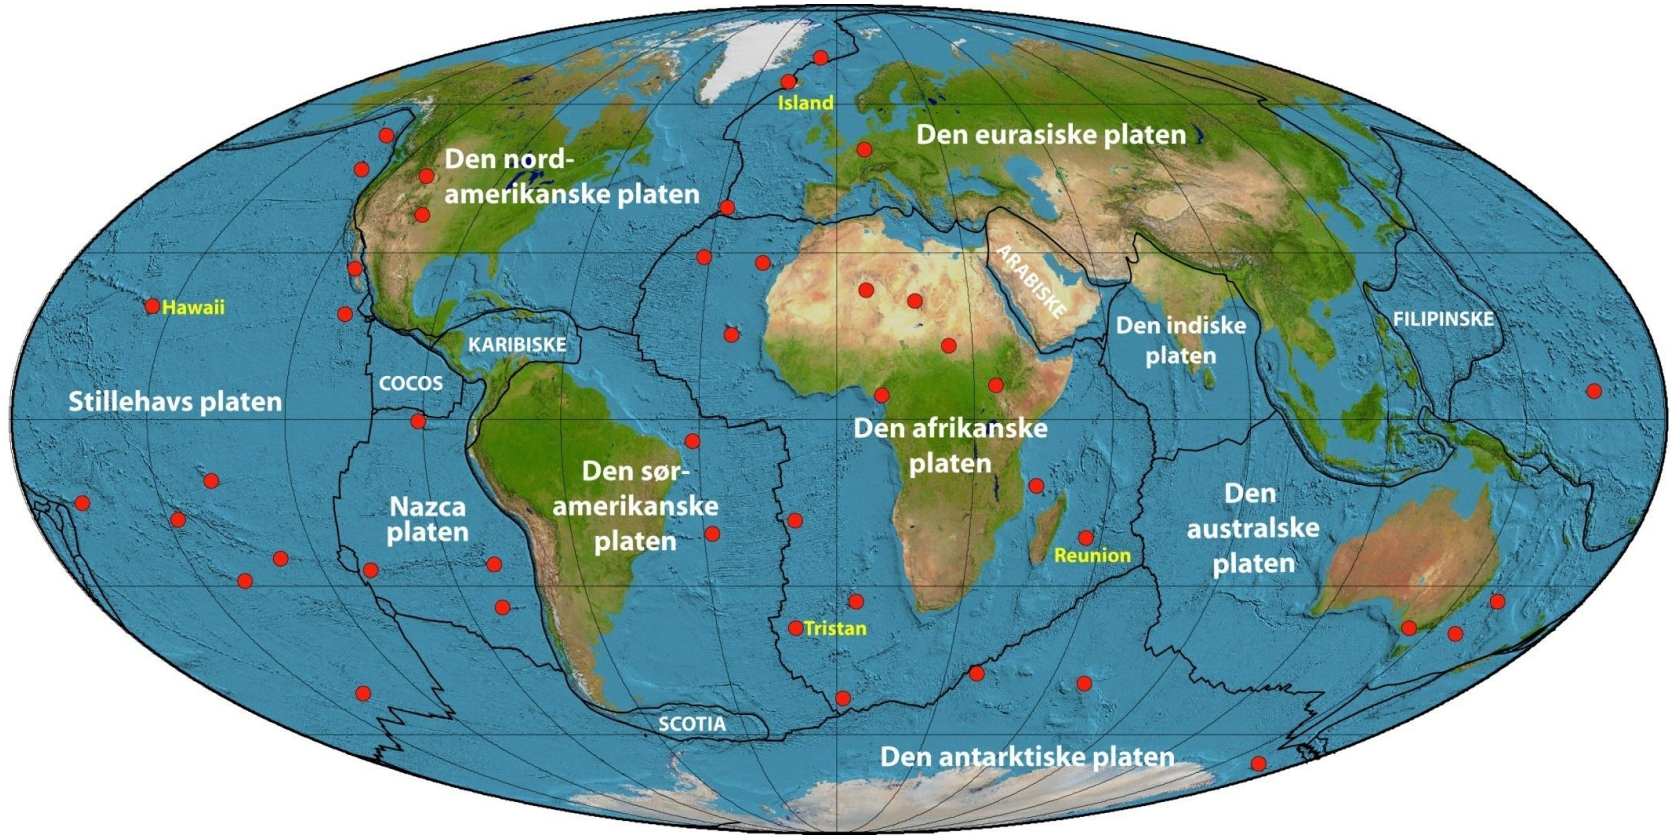 Island
Den eurasiske platen
Den nord-
amerikanske platen
ARABISKE
Hawaii
Den indiske
platen
FILIPINSKE
KARIBISKE
COCOS
Stillehavs platen
Den afrikanske
platen
Den sør-
amerikanske
platen
Nazca
platen
Den
australske
platen
Reunion
Tristan
SCOTIA
Den antarktiske platen